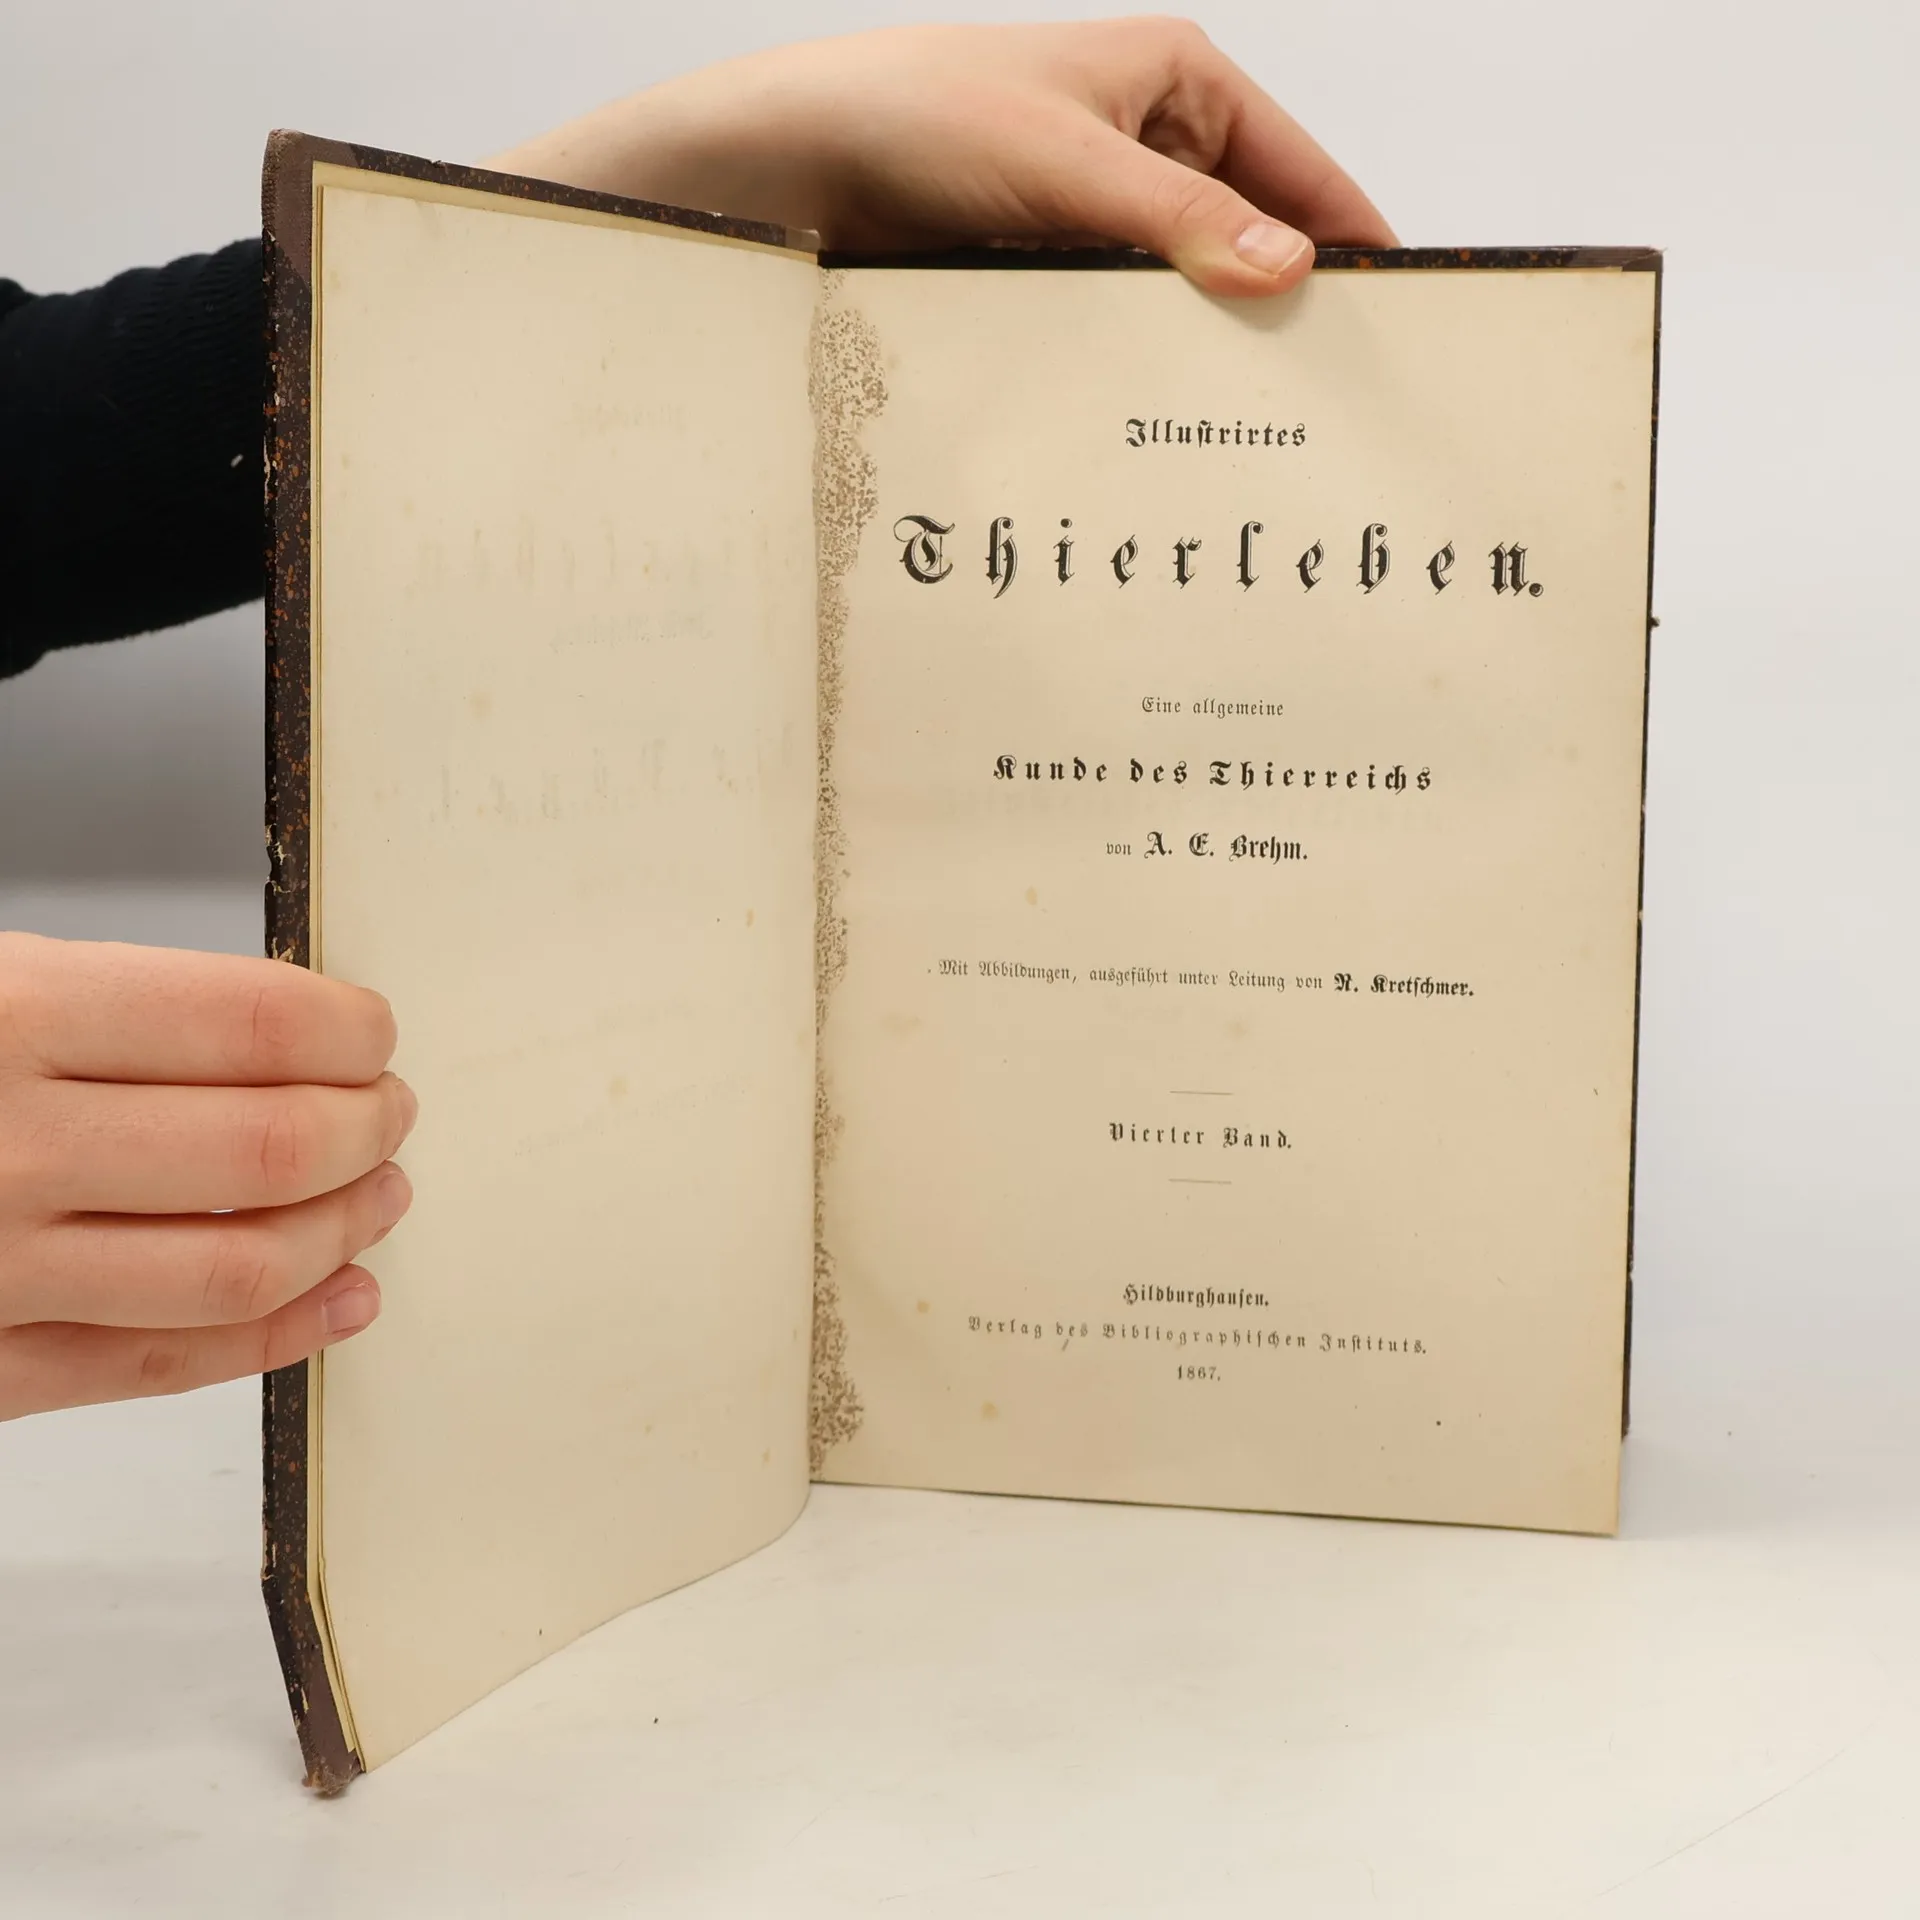 Illustrirtes
Thierleben.
Eine allgemeine
Kunde des Thierreichs
von A. E. Brehm.
Mit Abbildungen, ausgeführt unter Leitung von R. Kretschmer.
Vierter Band.
Hildburghausen.
Verlag des Bibliographischen Instituts.
1867.